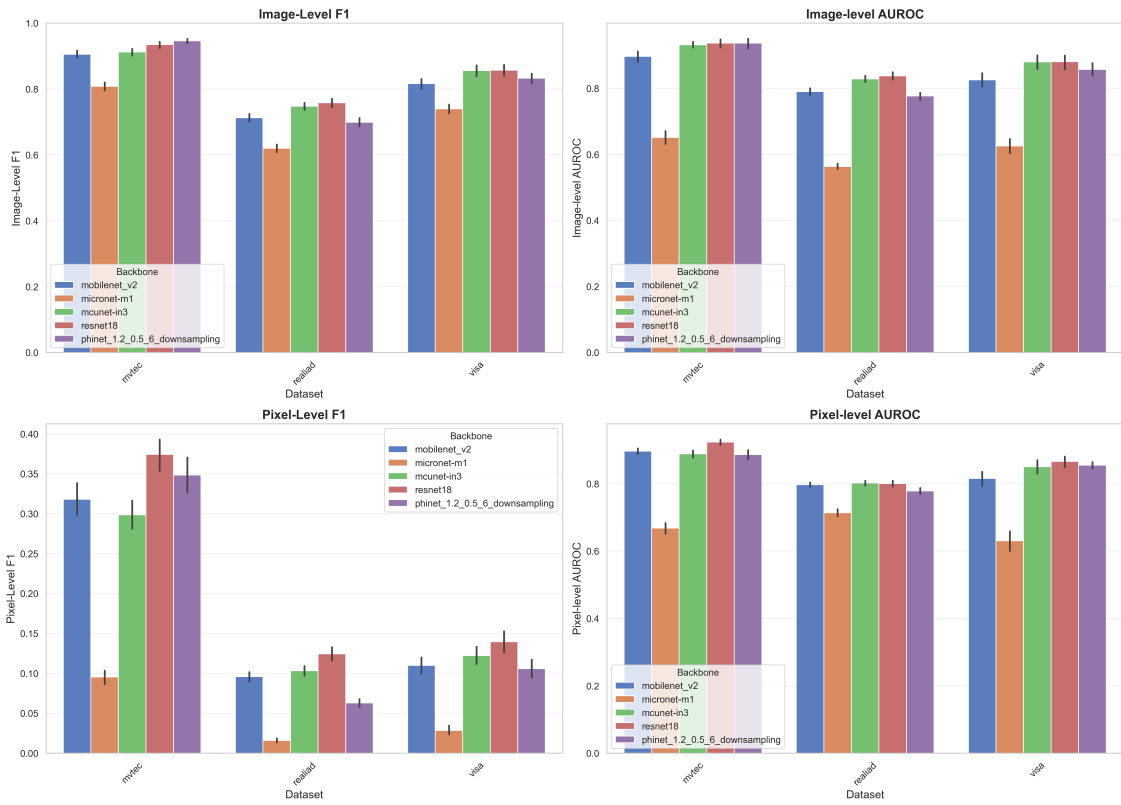 Image-Level F1
Image-Level F1
1.0
0.8
0.6
0.4
0.2
0.0
Backbone
mobilenet_v2
micronet-m1
mcunet-in3
resnet18
phinet_1.2_0.5_6_downsampling
mvtec
realiad
visa
Dataset
Image-level AUROC
Image-level AUROC
0.8
0.6
0.4
0.2
0.0
Backbone
mobilenet_v2
micronet-m1
mcunet-in3
resnet18
phinet_1.2_0.5_6_downsampling
mvtec
realiad
visa
Dataset
Pixel-Level F1
Pixel-Level F1
0.40
0.35
0.30
0.25
0.20
0.15
0.10
0.05
0.00
Backbone
mobilenet_v2
micronet-m1
mcunet-in3
resnet18
phinet_1.2_0.5_6_downsampling
mvtec
realiad
visa
Dataset
Pixel-level AUROC
Pixel-level AUROC
0.8
0.6
0.4
0.2
0.0
Backbone
mobilenet_v2
micronet-m1
mcunet-in3
resnet18
phinet_1.2_0.5_6_downsampling
mvtec
realiad
visa
Dataset